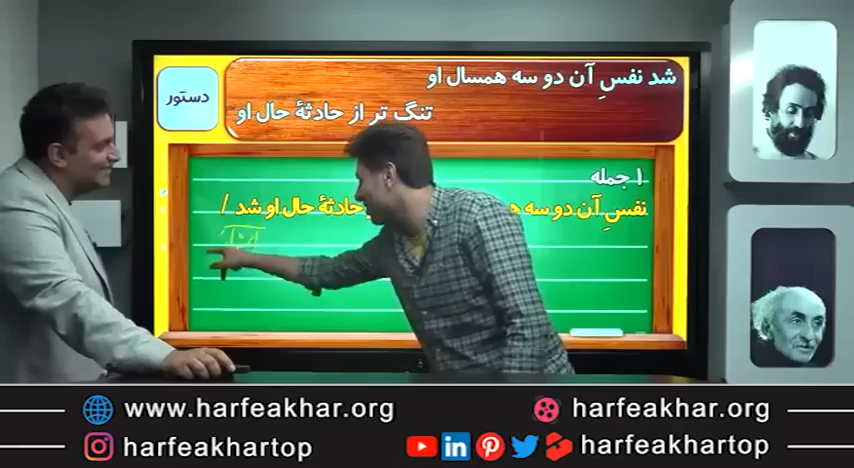 شد نفسِ آن دو سه همسال او
تنگ تر از حادثهٔ حال او
دستور
۱ جمله
نفسِ آن دو سه ه حادثهٔ حال او شد /
www.harfeakhar.org
harfeakhar.org
harfeakhartop
harfeakhartop